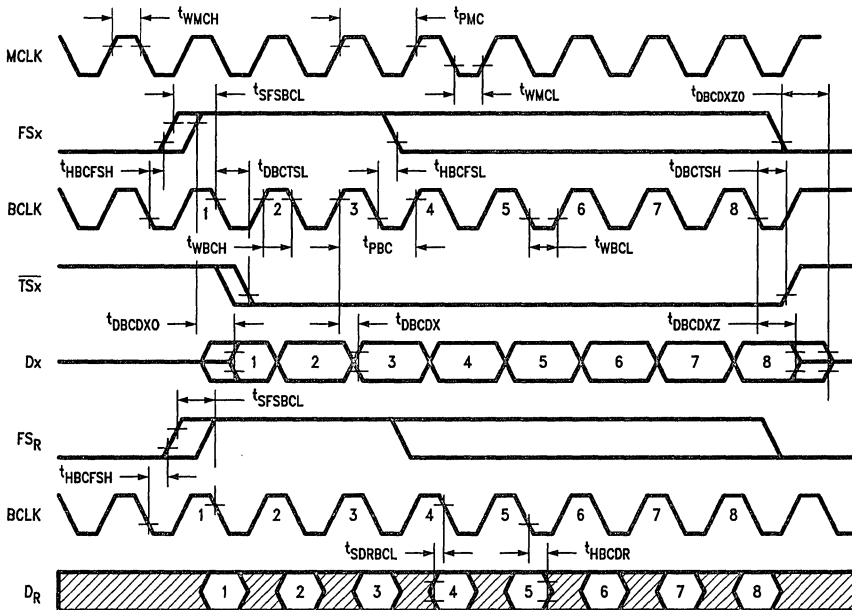 tWMCH tPMC
MCLK
tSFSBCL tWMCL tDBCDXZO
FSX
tHBCFSH tDBCTSL tHBCFSL tDBCTSH
BCLK 1 2 3 4 5 6 7 8
tWBCH tPBC tWBCL
TSX
tDBCDXO tDBCDX tDBCDXZ
DX 1 2 3 4 5 6 7 8
tSFSBCL
FSR
tHBCFSH
BCLK 1 2 3 4 5 6 7 8
tSDRBCL tHBCDR
DR 1 2 3 4 5 6 7 8